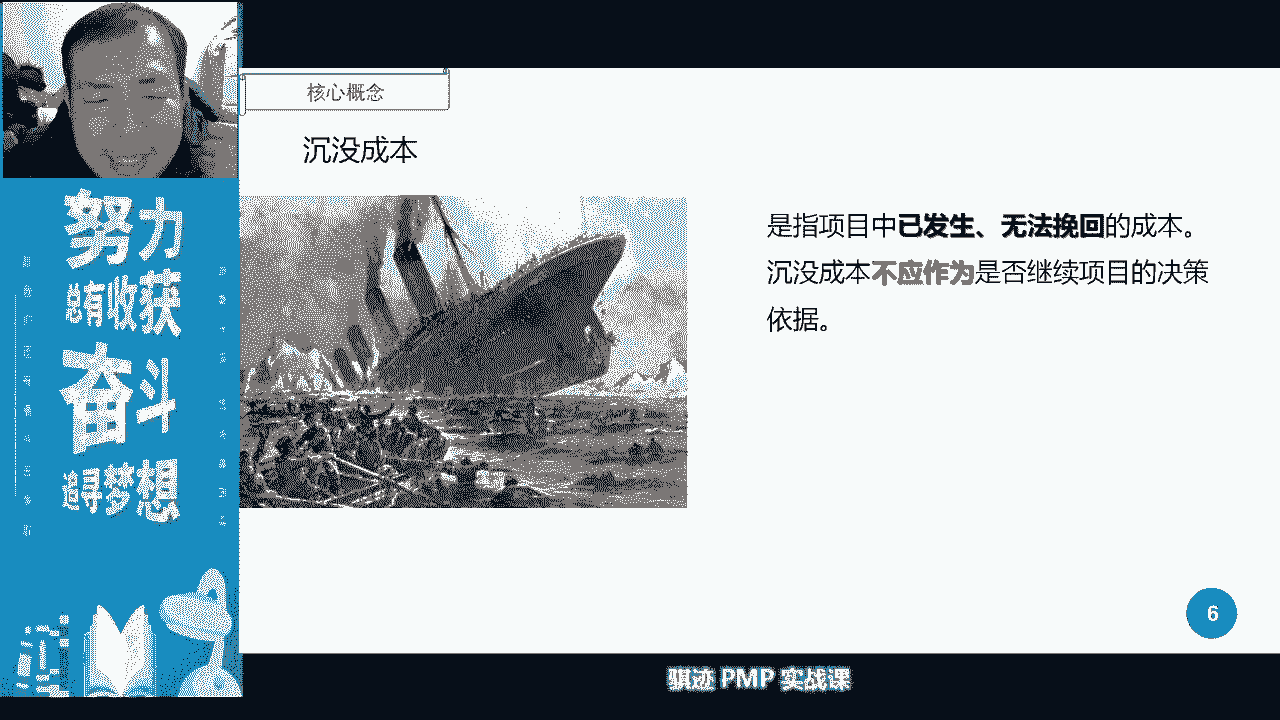 核心概念
沉没成本
是指项目中已发生、无法挽回的成本。
沉没成本不应作为是否继续项目的决策
依据。
努力
总有收获
奋斗
追寻梦想
6
骐迹 PMP 实战课